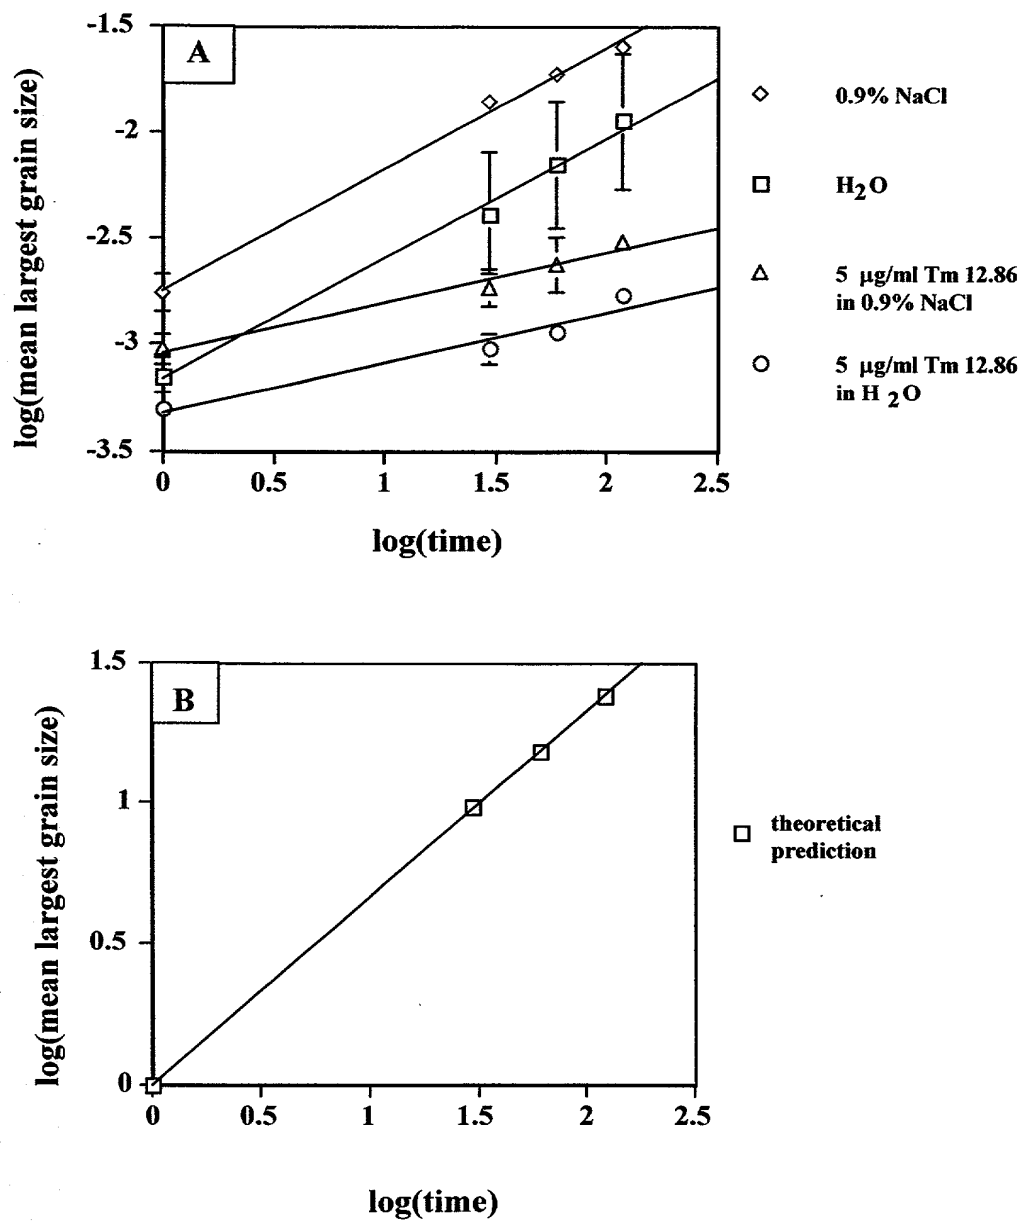 A
-1.5
-2
-2.5
-3
-3.5
log(mean largest grain size)
0 0.5 1 1.5 2 2.5
log(time)
0.9% NaCl
H2O
5 µg/ml Tm 12.86
in 0.9% NaCl
5 µg/ml Tm 12.86
in H 2O
B
1.5
1
0.5
0
log(mean largest grain size)
0 0.5 1 1.5 2 2.5
log(time)
theoretical
prediction